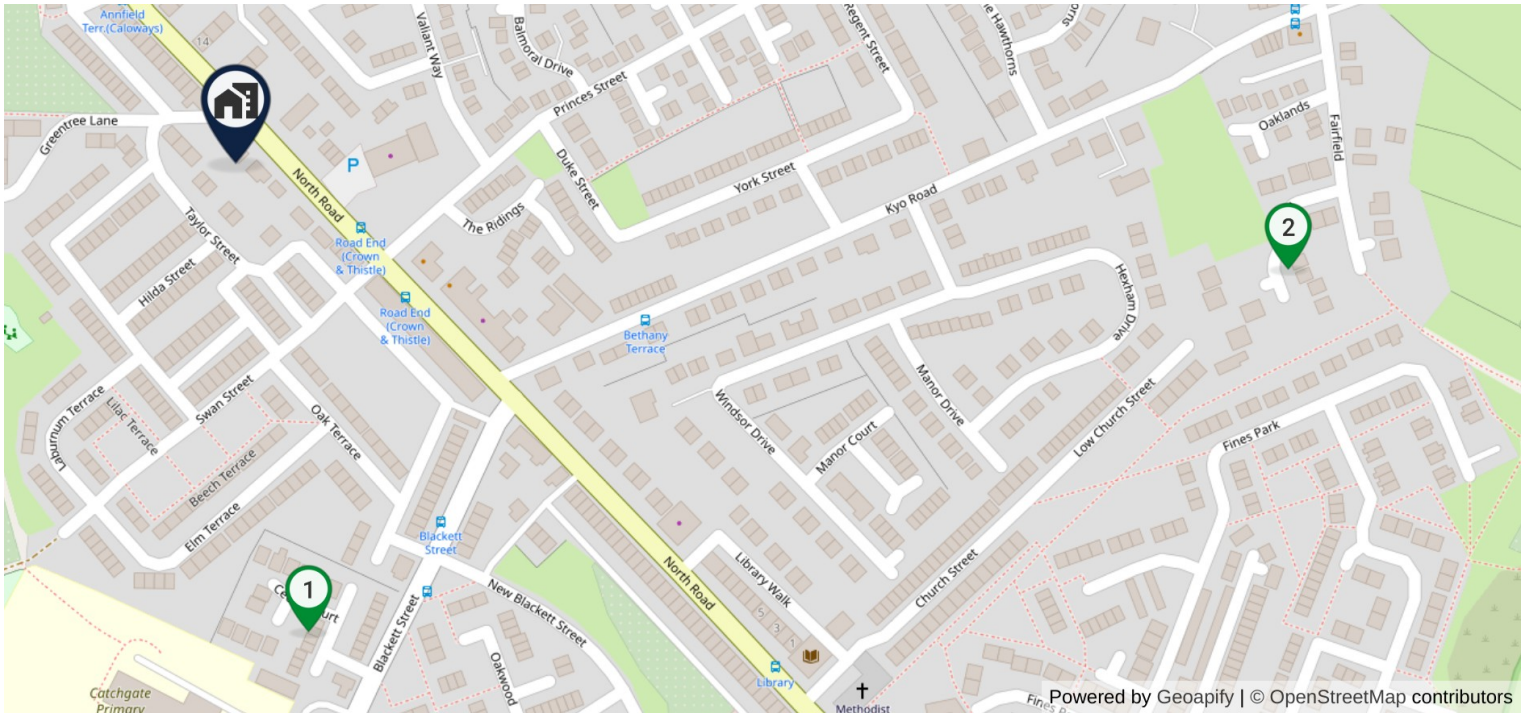 Annfield
Terr.(Caloways)
14
Valiant Way
Balmoral Drive
Regent Street
Princes Street
Greentree Lane
P
North Road
Duke Street
York Street
The Ridings
Kyo Road
Oaklands
Fairfield
2
Taylor Street
Hilda Street
Road End
(Crown
& Thistle)
Road End
(Crown
& Thistle)
Bethany
Terrace
Hexham Drive
Laburnum Terrace
Lilac Terrace
Swan Street
Oak Terrace
Windsor Drive
Manor Drive
Manor Court
Low Church Street
Fines Park
Beech Terrace
Elm Terrace
Blackett
Street
1
Blackett Street
New Blackett Street
North Road
Library Walk
Church Street
5
3
1
Oakwood
Library
Catchgate
Primary
Methodist
Powered by Geoapify | © OpenStreetMap contributors